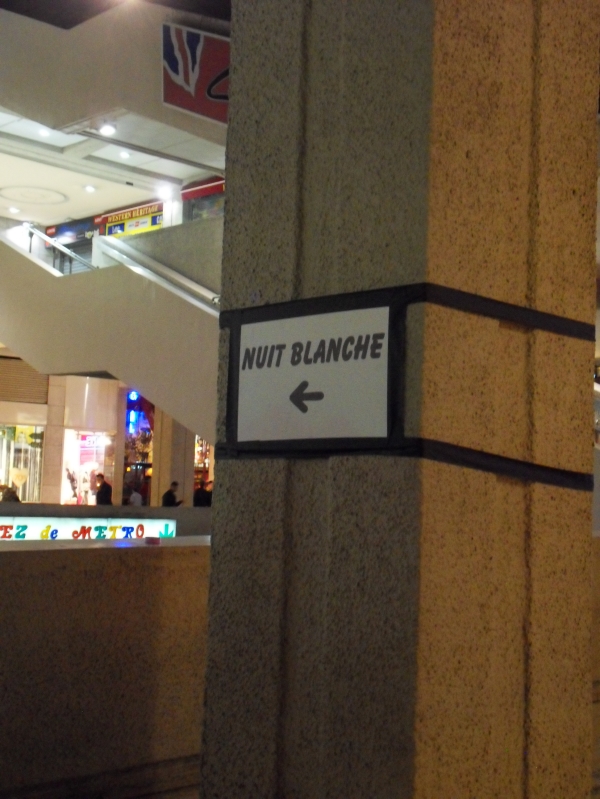 WESTERN HERITAGE
NUIT BLANCHE
←
EZ de METRO